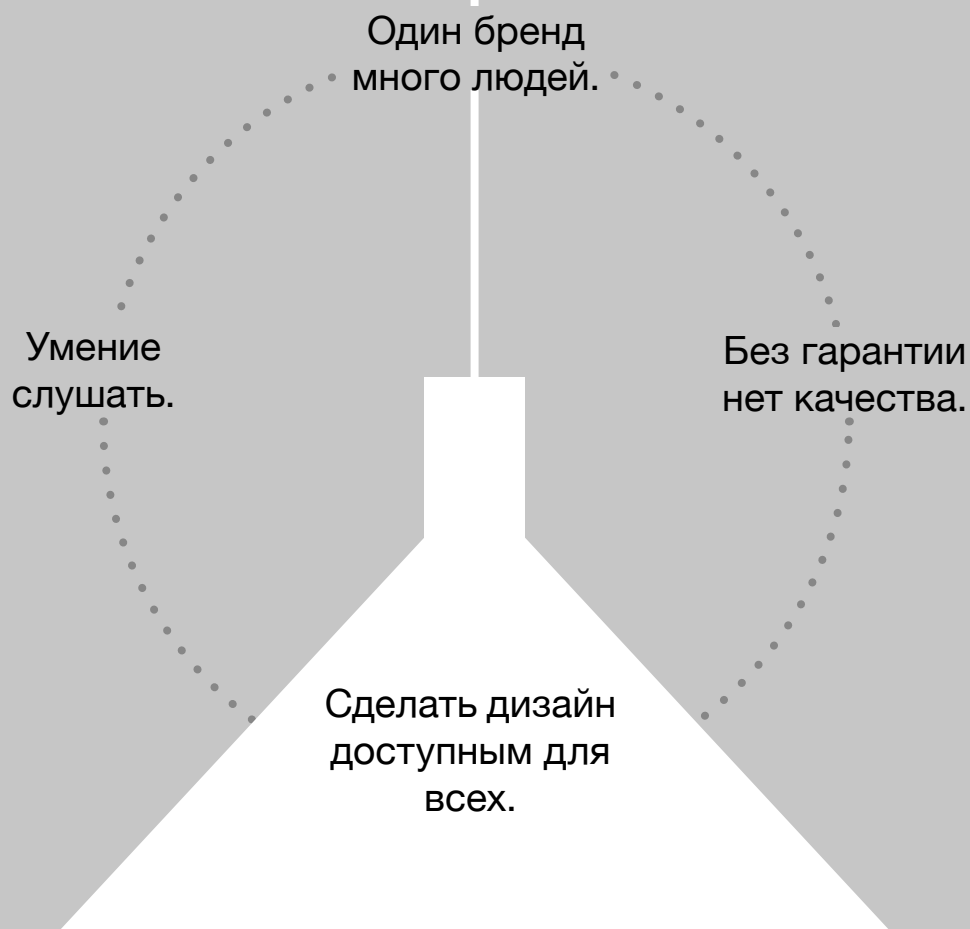 Один бренд
много людей.
Умение
слушать.
Без гарантии
нет качества.
Сделать дизайн
доступным для
всех.